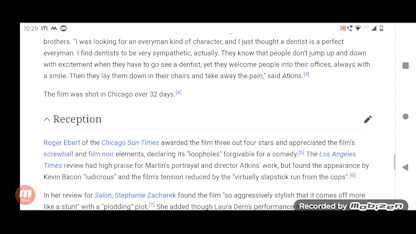 10:29
brothers. "I was looking for an everyman kind of character, and I just thought a dentist is a perfect
everyman. I find dentists to be very sympathetic, actually. They know that people don't jump up and
down with excitement when they have to go see a dentist, yet they welcome people into their offices, always
with a smile. Then they lay them down in their chairs and take away the pain," said Atkins.[4]
The film was shot in Chicago over 32 days.[4]
Reception
Roger Ebert of the Chicago Sun-Times awarded the film three out four stars and appreciated the film's
screwball and film noir elements, declaring its "loopholes" forgivable for a comedy.[5] The Los Angeles
Times review had high praise for Martin's portrayal and director Atkins' work, but found the appearance by
Kevin Bacon "ludicrous" and the film's tension reduced by the "virtually slapstick run from the cops".[6]
In her review for Salon, Stephanie Zacharek found the film "so aggressively stylish that it comes off more
like a stunt" with a "plodding" plot.[7] She added though Laura Dern's performance
Recorded by Mobizen